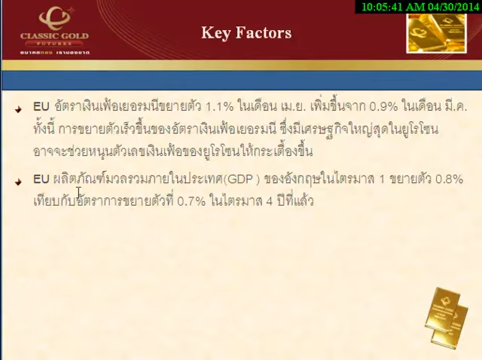 10:05:41 AM 04/30/2014
CLASSIC GOLD
FUTURES
Key Factors
EU อัตราเงินเฟ้อเยอรมนีขยายตัว 1.1% ในเดือน เม.ย. เพิ่มขึ้นจาก 0.9% ในเดือน มี.ค.
ทั้งนี้ การขยายตัวเร็วขึ้นของอัตราเงินเฟ้อเยอรมนี ซึ่งมีเศรษฐกิจใหญ่สุดในยูโรโซน
อาจจะช่วยหนุนตัวเลขเงินเฟ้อของยูโรโซนให้กระเตื้องขึ้น
EU ผลิตภัณฑ์มวลรวมภายในประเทศ(GDP ) ของอังกฤษในไตรมาส 1 ขยายตัว 0.8%
เทียบกับอัตราการขยายตัวที่ 0.7% ในไตรมาส 4 ปีที่แล้ว